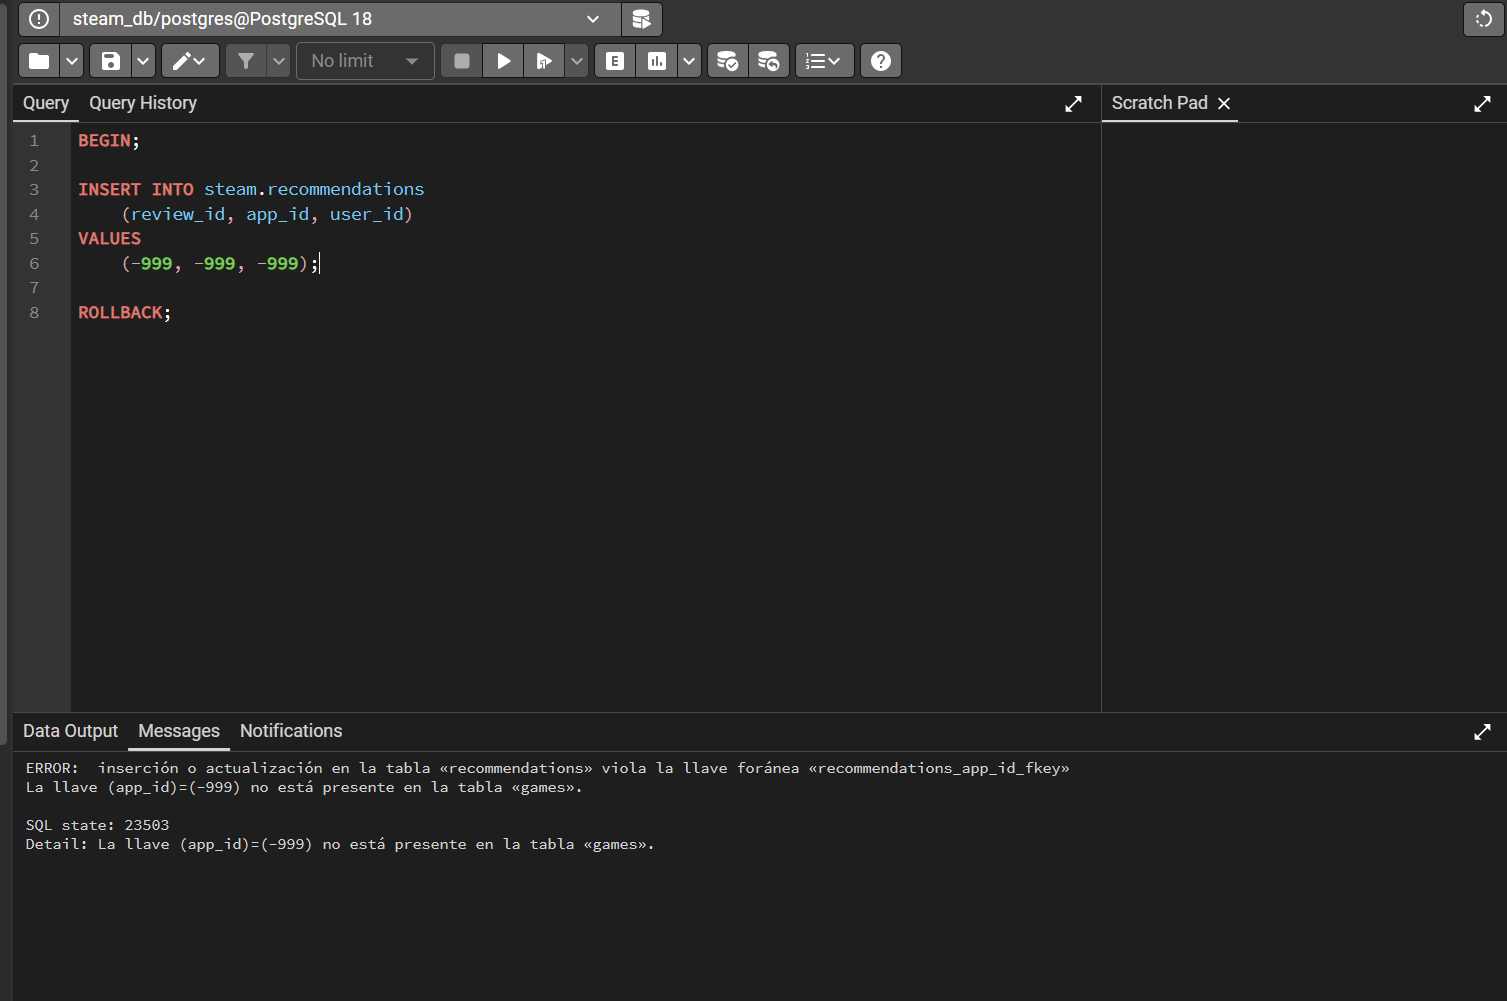 steam_db/postgres@PostgreSQL 18
No limit
E
Query Query History
Scratch Pad
1 BEGIN;
2
3 INSERT INTO steam.recommendations
4 (review_id, app_id, user_id)
5 VALUES
6 (-999, -999, -999);
7
8 ROLLBACK;
Data Output Messages Notifications
ERROR:  inserción o actualización en la tabla «recommendations» viola la llave foránea «recommendations_app_id_fkey»
La llave (app_id)=(-999) no está presente en la tabla «games».
SQL state: 23503
Detail: La llave (app_id)=(-999) no está presente en la tabla «games».